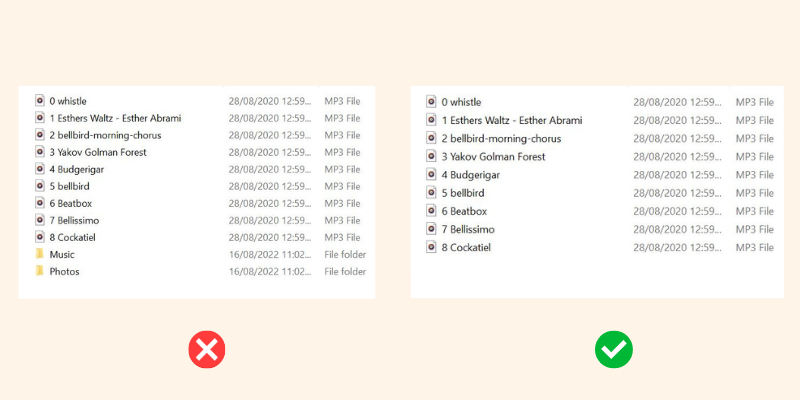 0 whistle 28/08/2020 12:59... MP3 File
1 Esthers Waltz - Esther Abrami 28/08/2020 12:59... MP3 File
2 bellbird-morning-chorus 28/08/2020 12:59... MP3 File
3 Yakov Golman Forest 28/08/2020 12:59... MP3 File
4 Budgerigar 28/08/2020 12:59... MP3 File
5 bellbird 28/08/2020 12:59... MP3 File
6 Beatbox 28/08/2020 12:59... MP3 File
7 Bellissimo 28/08/2020 12:59... MP3 File
8 Cockatiel 28/08/2020 12:59... MP3 File
Music 16/08/2022 11:02... File folder
Photos 16/08/2022 11:02... File folder
0 whistle 28/08/2020 12:59... MP3 File
1 Esthers Waltz - Esther Abrami 28/08/2020 12:59... MP3 File
2 bellbird-morning-chorus 28/08/2020 12:59... MP3 File
3 Yakov Golman Forest 28/08/2020 12:59... MP3 File
4 Budgerigar 28/08/2020 12:59... MP3 File
5 bellbird 28/08/2020 12:59... MP3 File
6 Beatbox 28/08/2020 12:59... MP3 File
7 Bellissimo 28/08/2020 12:59... MP3 File
8 Cockatiel 28/08/2020 12:59... MP3 File